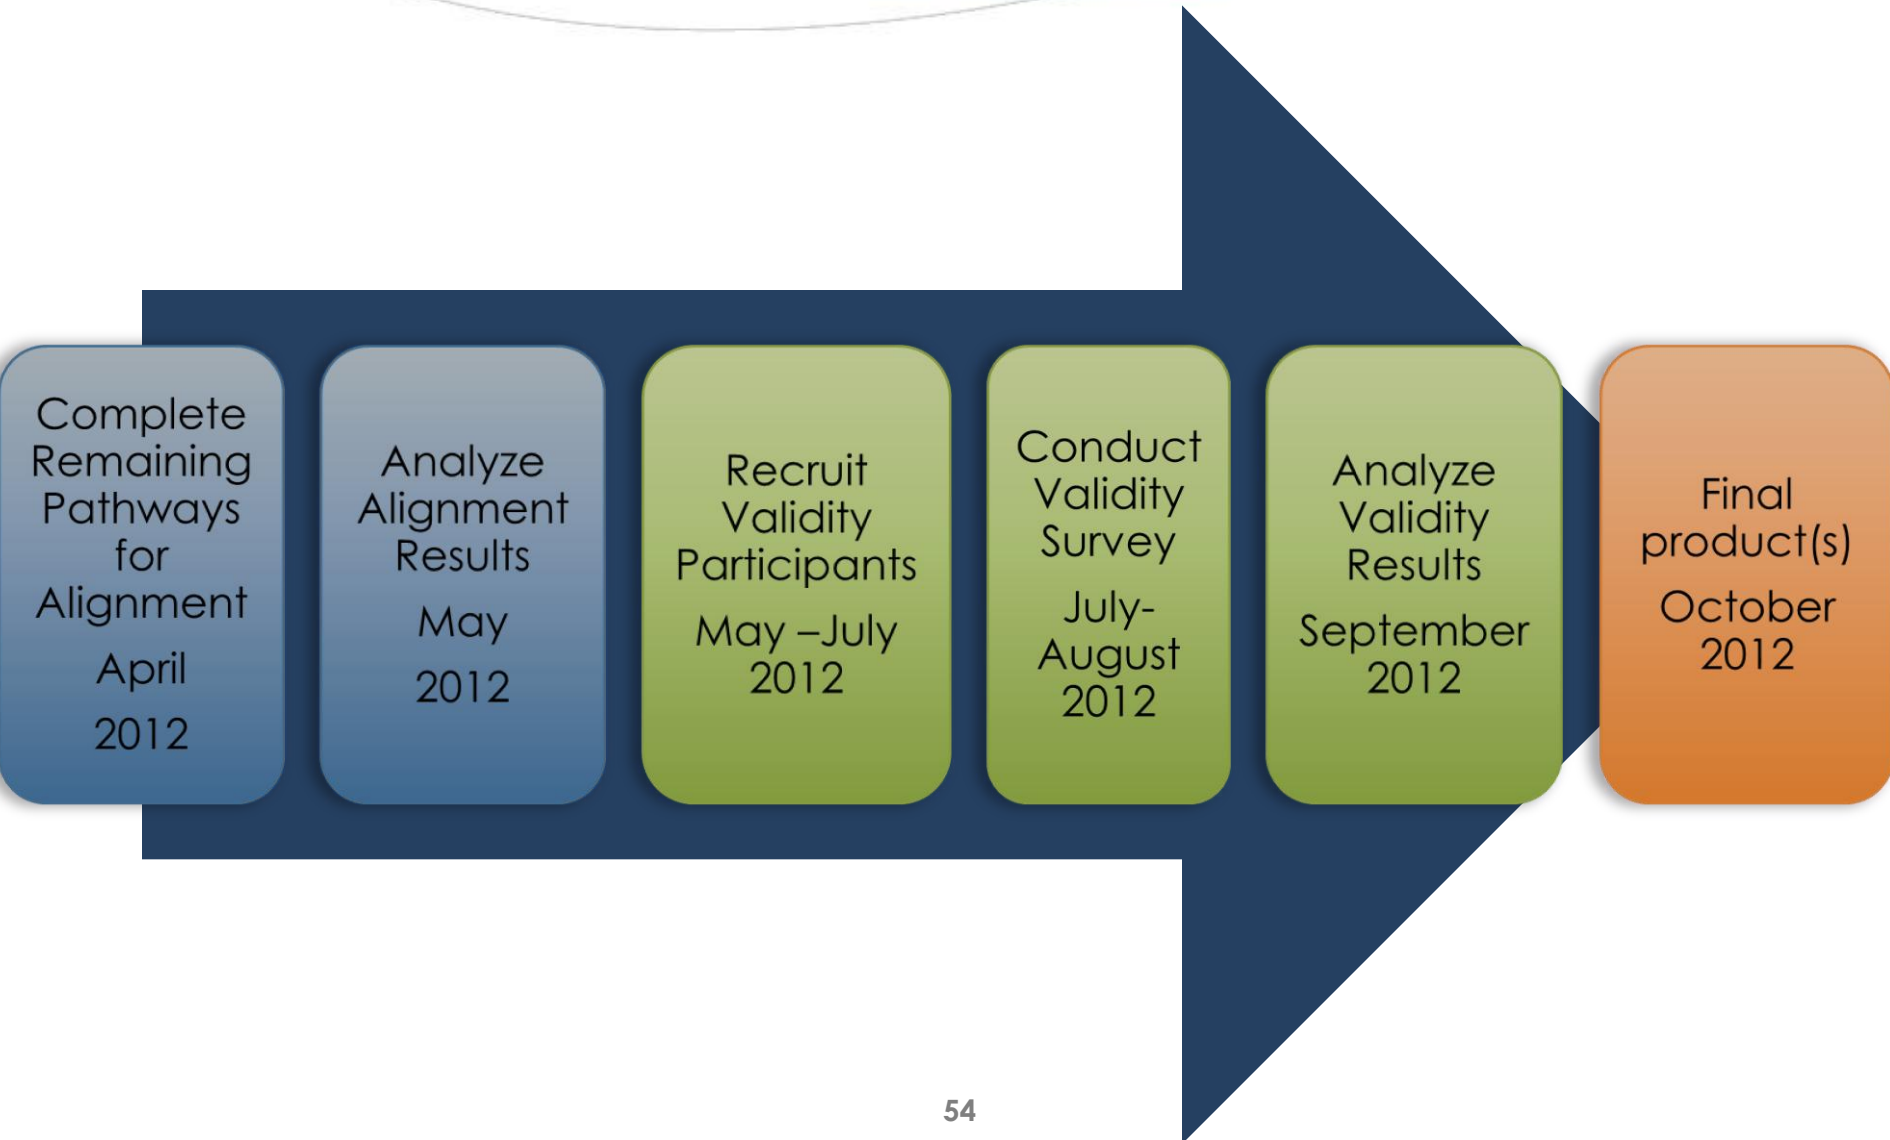 Complete
Remaining
Pathways
for
Alignment
April
2012
Analyze
Alignment
Results
May
2012
Recruit
Validity
Participants
May –July
2012
Conduct
Validity
Survey
July-
August
2012
Analyze
Validity
Results
September
2012
Final
product(s)
October
2012
54